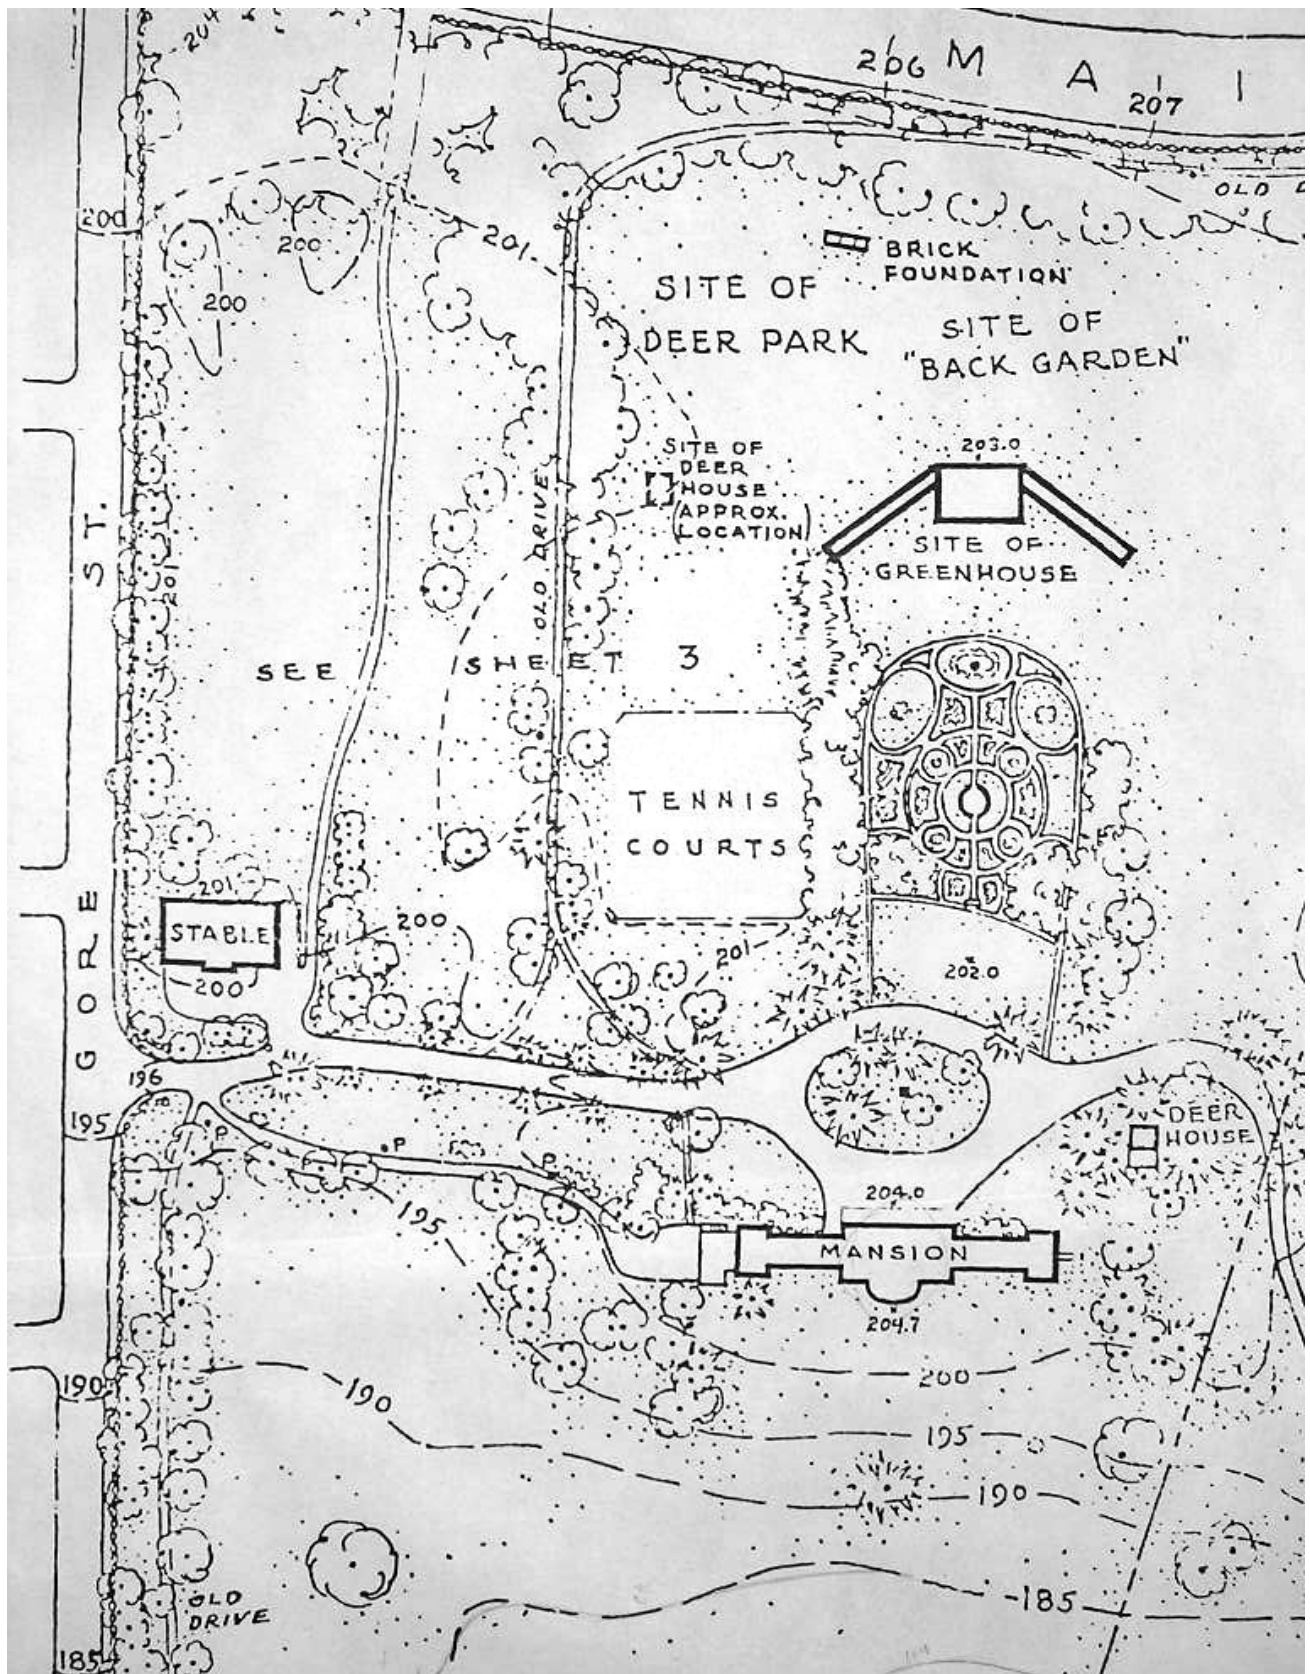 204
206
M A I
207
OLD D
200
200
200
201
BRICK
FOUNDATION
SITE OF
DEER PARK
SITE OF
"BACK GARDEN"
203.0
SITE OF
DEER
HOUSE
(APPROX.
LOCATION)
OLD DRIVE
SITE OF
GREENHOUSE
201
GORE ST.
SEE SHEET 3
TENNIS
COURTS
201
STABLE
200
200
201
202.0
196
195
P
P
P
DEER
HOUSE
195
204.0
MANSION
204.7
200
190
190
195
190
OLD
DRIVE
185
185